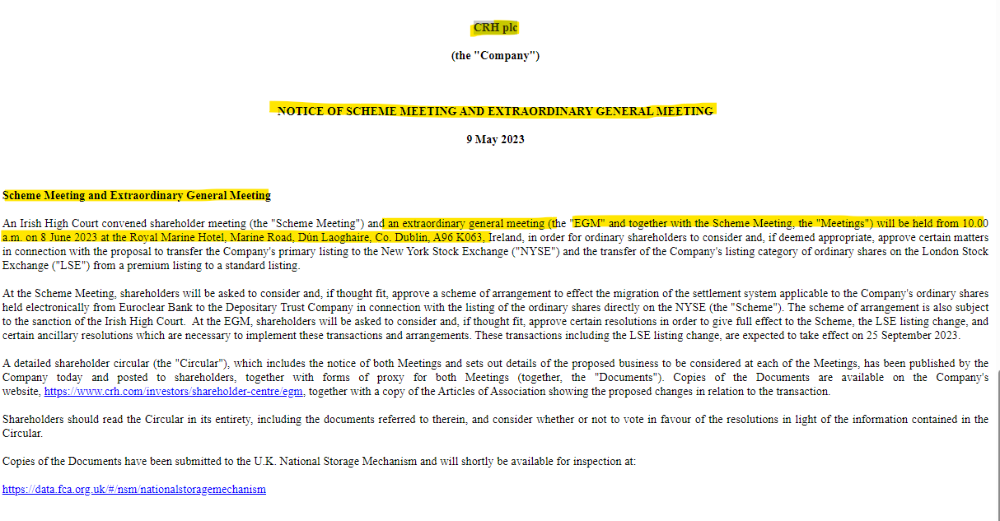 CRH plc
(the "Company")
NOTICE OF SCHEME MEETING AND EXTRAORDINARY GENERAL MEETING
9 May 2023
Scheme Meeting and Extraordinary General Meeting
An Irish High Court convened shareholder meeting (the "Scheme Meeting") and an extraordinary general meeting (the "EGM" and together with the Scheme Meeting, the "Meetings") will be held from 10.00
a.m. on 8 June 2023 at the Royal Marine Hotel, Marine Road, Dún Laoghaire, Co. Dublin, A96 K063, Ireland, in order for ordinary shareholders to consider and, if deemed appropriate, approve certain matters
in connection with the proposal to transfer the Company's primary listing to the New York Stock Exchange ("NYSE") and the transfer of the Company's listing category of ordinary shares on the London Stock
Exchange ("LSE") from a premium listing to a standard listing.
At the Scheme Meeting, shareholders will be asked to consider and, if thought fit, approve a scheme of arrangement to effect the migration of the settlement system applicable to the Company's ordinary shares
held electronically from Euroclear Bank to the Depositary Trust Company in connection with the listing of the ordinary shares directly on the NYSE (the "Scheme"). The scheme of arrangement is also subject
to the sanction of the Irish High Court. At the EGM, shareholders will be asked to consider and, if thought fit, approve certain resolutions in order to give full effect to the Scheme, the LSE listing change, and
certain ancillary resolutions which are necessary to implement these transactions and arrangements. These transactions including the LSE listing change, are expected to take effect on 25 September 2023.
A detailed shareholder circular (the "Circular"), which includes the notice of both Meetings and sets out details of the proposed business to be considered at each of the Meetings, has been published by the
Company today and posted to shareholders, together with forms of proxy for both Meetings (together, the "Documents"). Copies of the Documents are available on the Company's
website, https://www.crh.com/investors/shareholder-centre/egm, together with a copy of the Articles of Association showing the proposed changes in relation to the transaction.
Shareholders should read the Circular in its entirety, including the documents referred to therein, and consider whether or not to vote in favour of the resolutions in light of the information contained in the
Circular.
Copies of the Documents have been submitted to the U.K. National Storage Mechanism and will shortly be available for inspection at:
https://data.fca.org.uk/#/nsm/nationalstoragemechanism